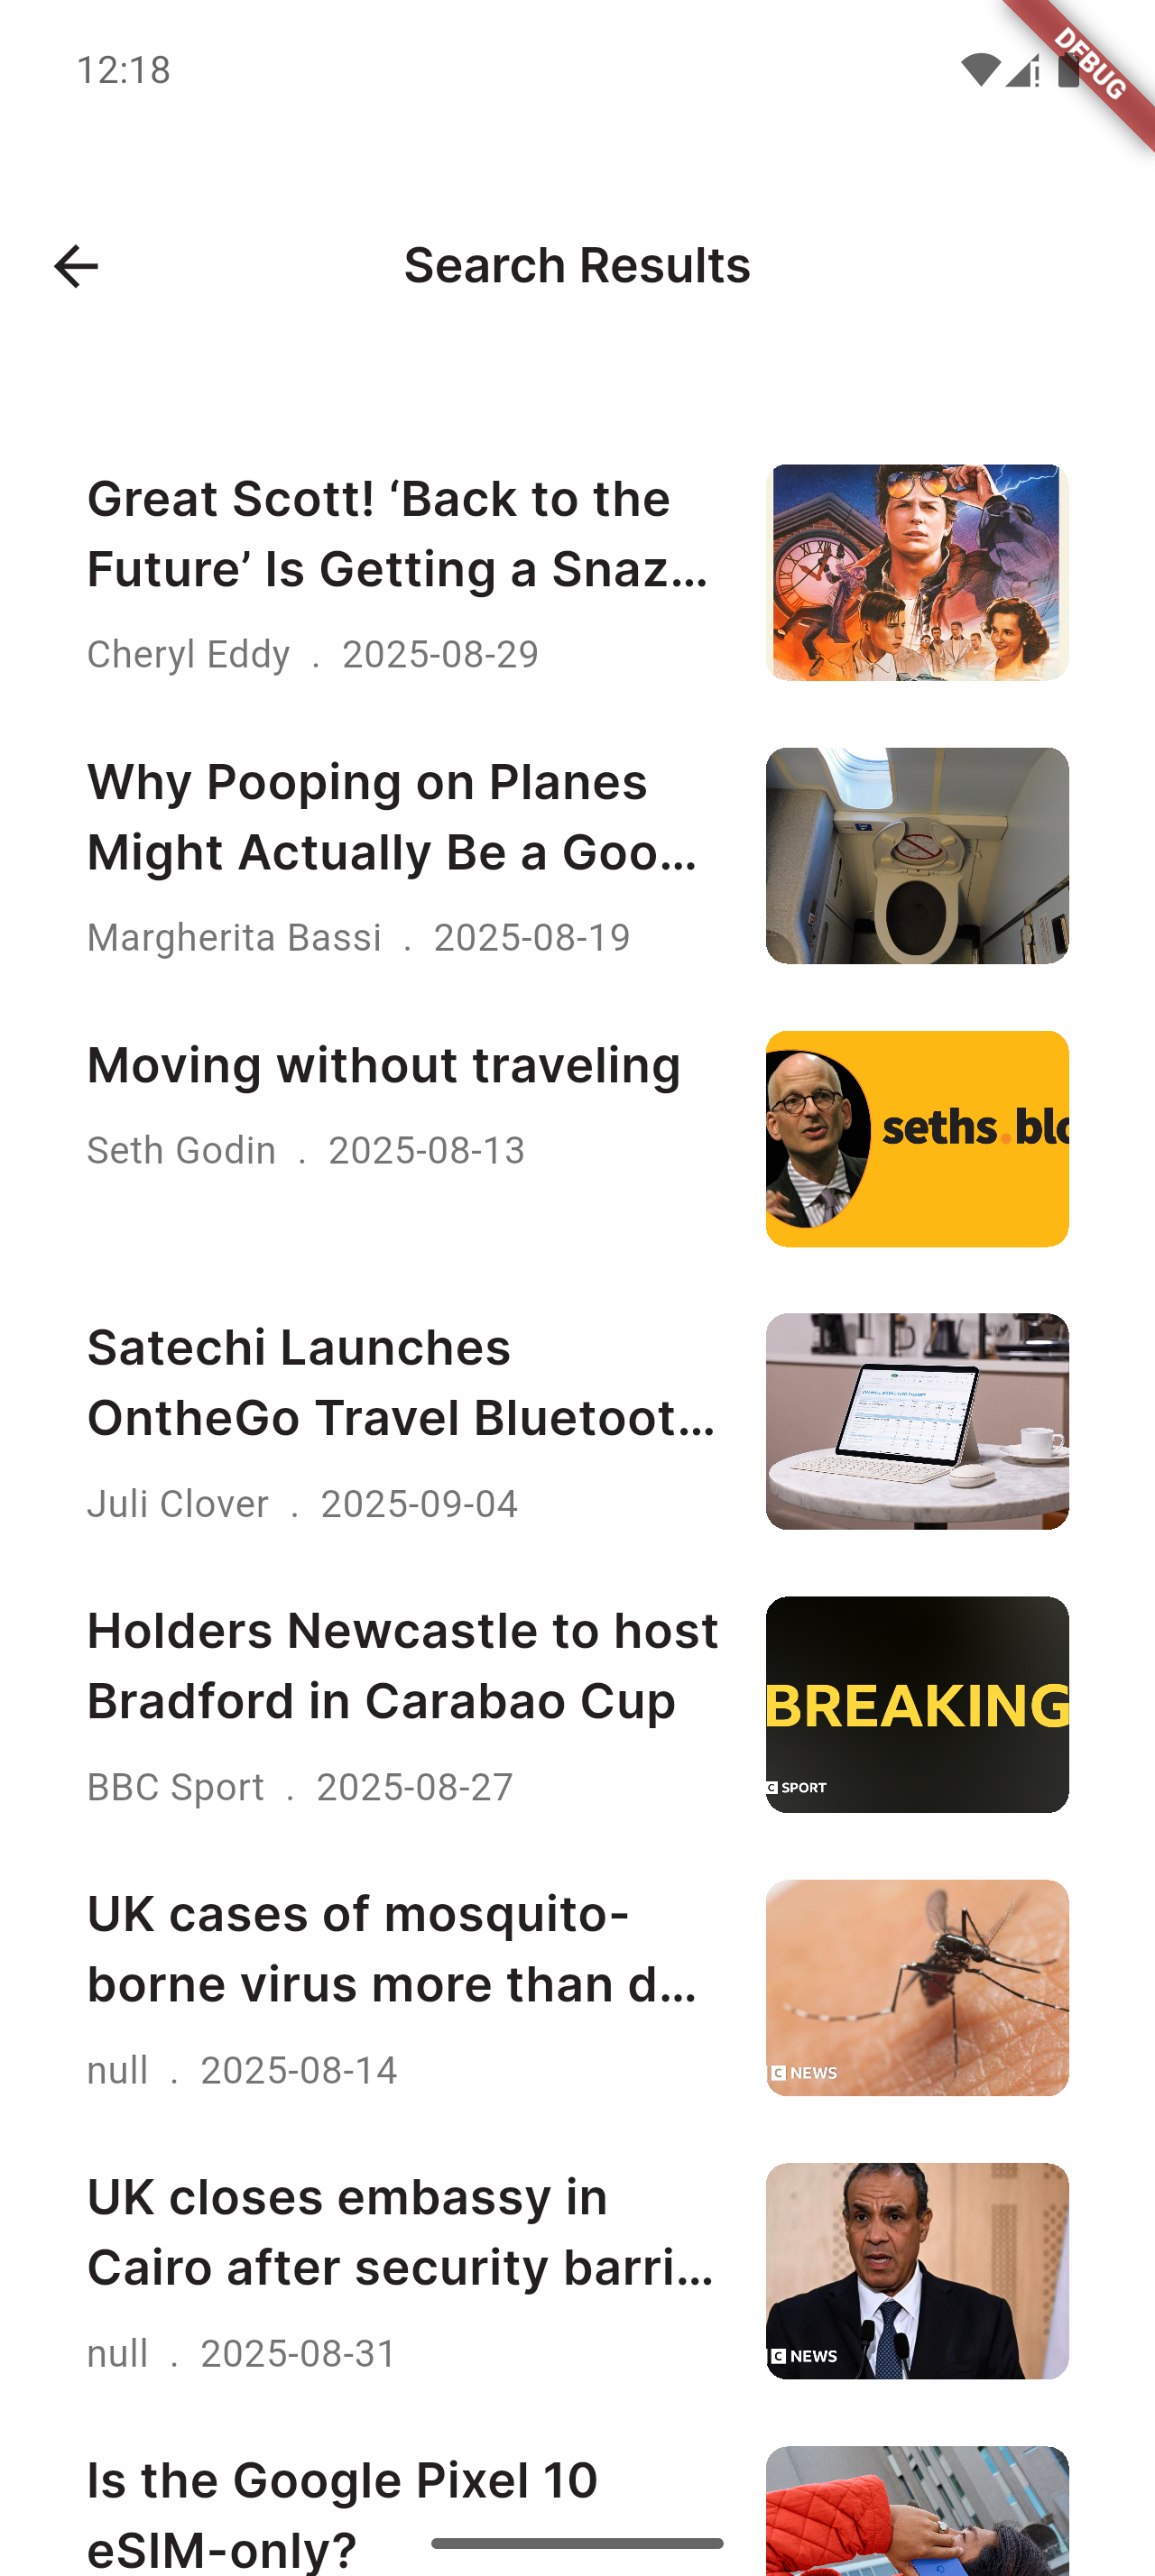 12:18
DEBUG
Search Results
Great Scott! ‘Back to the
Future’ Is Getting a Snaz…
Cheryl Eddy . 2025-08-29
Why Pooping on Planes
Might Actually Be a Goo…
Margherita Bassi . 2025-08-19
Moving without traveling
Seth Godin . 2025-08-13
seths.blo
Satechi Launches
OntheGo Travel Bluetoot…
Juli Clover . 2025-09-04
Holders Newcastle to host
Bradford in Carabao Cup
BBC Sport . 2025-08-27
BREAKING
C SPORT
UK cases of mosquito-
borne virus more than d…
null . 2025-08-14
C NEWS
UK closes embassy in
Cairo after security barri…
null . 2025-08-31
C NEWS
Is the Google Pixel 10
eSIM-only?